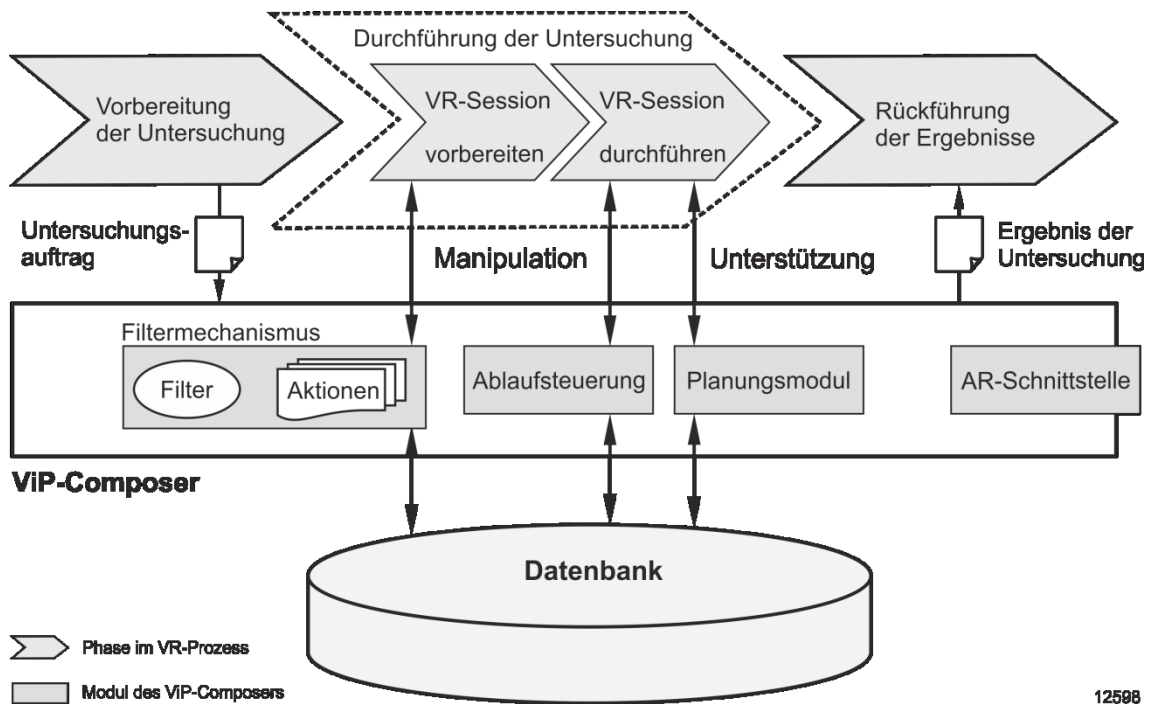 Durchführung der Untersuchung
Vorbereitung
der Untersuchung
VR-Session
vorbereiten
VR-Session
durchführen
Rückführung
der Ergebnisse
Untersuchungs-
auftrag
Manipulation
Unterstützung
Ergebnis der
Untersuchung
Filtermechanismus
Filter
Aktionen
Ablaufsteuerung
Planungsmodul
AR-Schnittstelle
ViP-Composer
Datenbank
Phase im VR-Prozess
Modul des ViP-Composers
12598